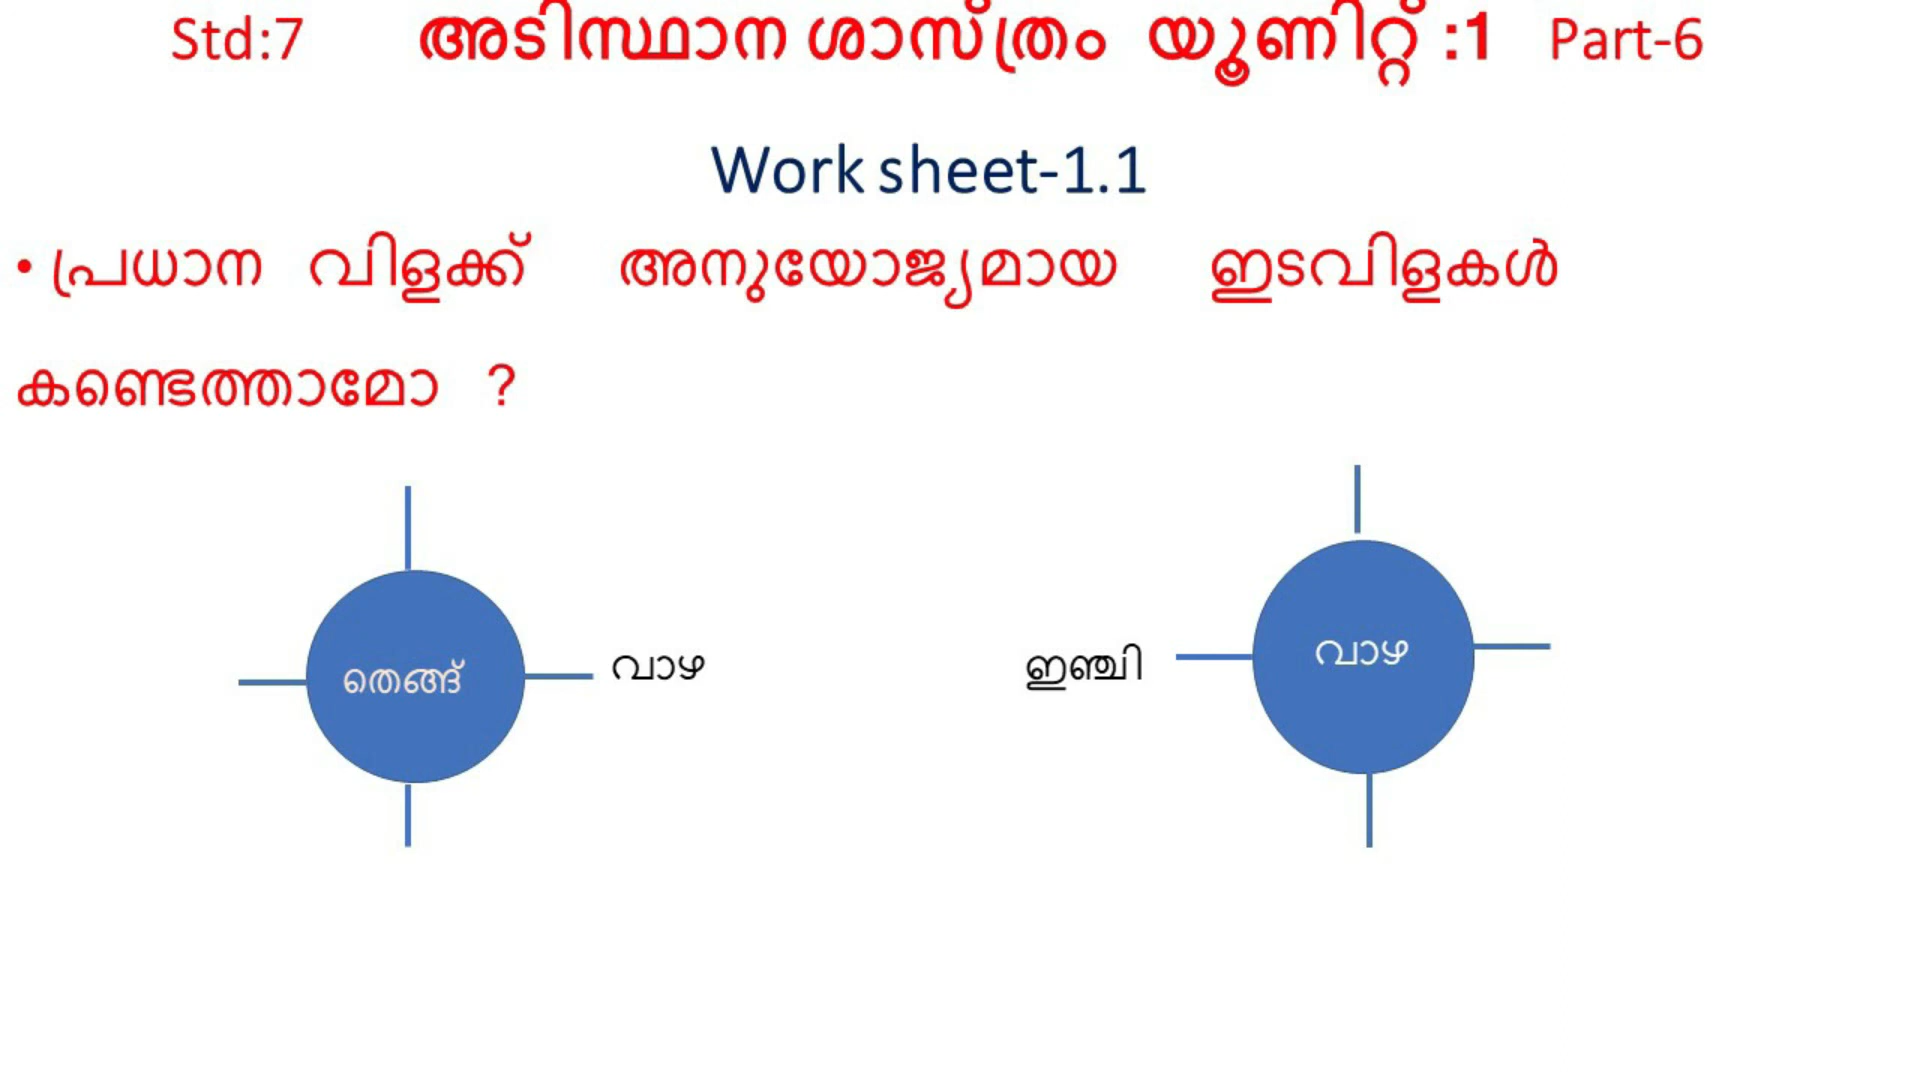 Std:7 അടിസ്ഥാന ശാസ്ത്രം യൂണിറ്റ് :1 Part-6
Work sheet-1.1
• പ്രധാന വിളക്ക് അനുയോജ്യമായ ഇടവിളകൾ
കണ്ടെത്താമോ ?
തെങ്ങ് വാഴ
ഇഞ്ചി വാഴ